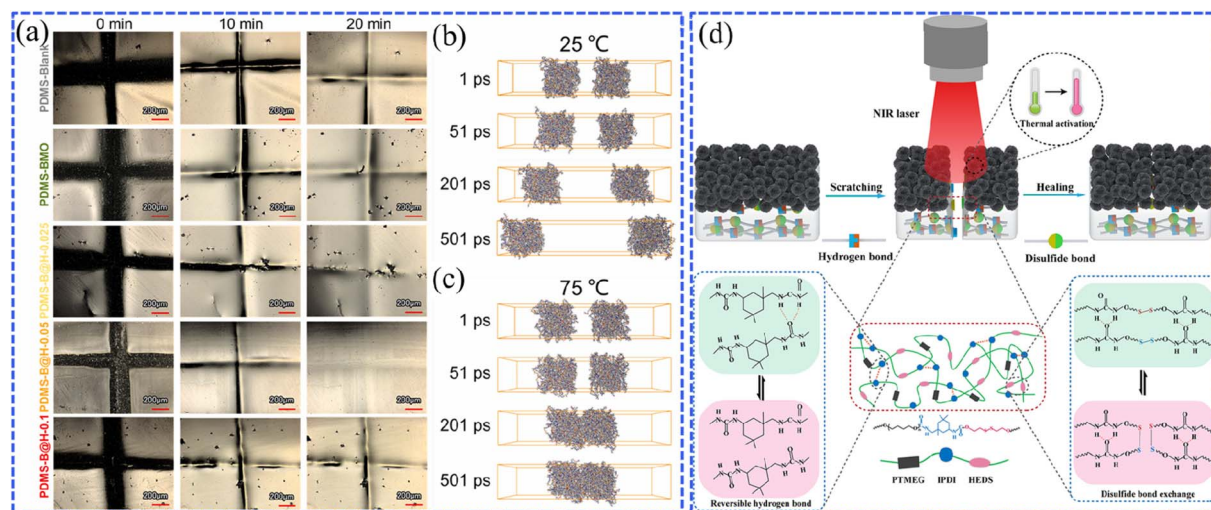 (a)
0 min
10 min
20 min
PDMS-Blank
200μm
200μm
200μm
PDMS-BMO
200μm
200μm
200μm
PDMS-B@H-0.025
200μm
200μm
200μm
PDMS-B@H-0.05
200μm
200μm
200μm
PDMS-B@H-0.1
200μm
200μm
200μm
(b)
25 ℃
1 ps
51 ps
201 ps
501 ps
(c)
75 ℃
1 ps
51 ps
201 ps
501 ps
(d)
NIR laser
Thermal activation
Scratching
Healing
Hydrogen bond
Disulfide bond
PTMEG
IPDI
HEDS
Reversible hydrogen bond
Disulfide bond exchange